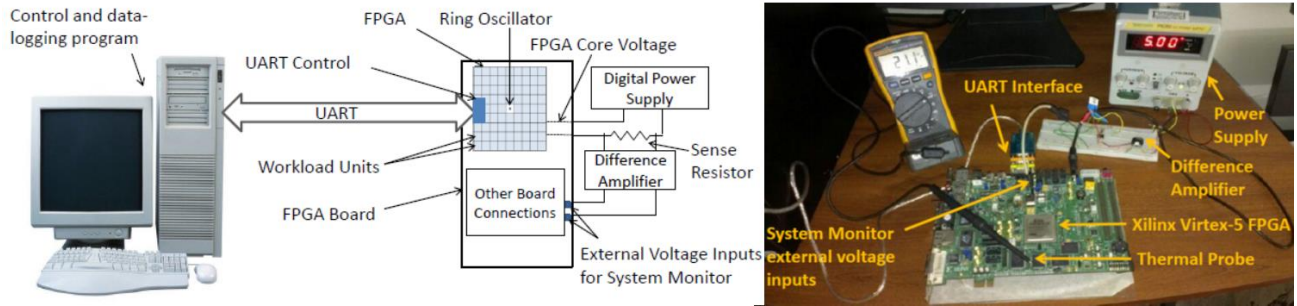 Control and data-
logging program
FPGA
Ring Oscillator
FPGA Core Voltage
UART Control
Digital Power
Supply
UART
Workload Units
Sense
Resistor
Difference
Amplifier
FPGA Board
Other Board
Connections
External Voltage Inputs
for System Monitor
21.1
5.00
UART Interface
Power
Supply
Difference
Amplifier
Xilinx Virtex-5 FPGA
System Monitor
external voltage
inputs
Thermal Probe